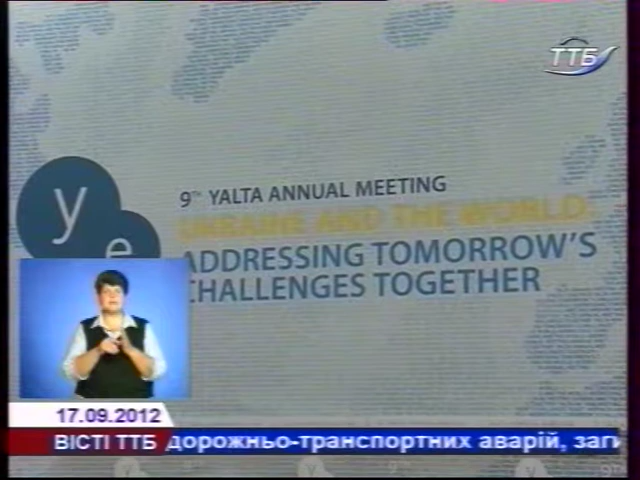 ТТБ
9TH YALTA ANNUAL MEETING
UKRAINE AND THE WORLD:
ADDRESSING TOMORROW'S
CHALLENGES TOGETHER
y
e
17.09.2012
ВІСТІ ТТБ
дорожньо-транспортних аварій, заги